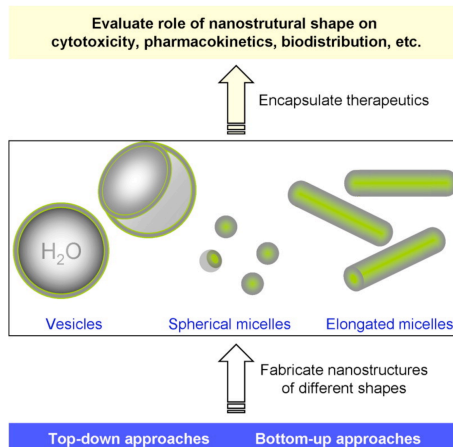 Evaluate role of nanostrutural shape on
cytotoxicity, pharmacokinetics, biodistribution, etc.
Encapsulate therapeutics
H₂O
Vesicles
Spherical micelles
Elongated micelles
Fabricate nanostructures
of different shapes
Top-down approaches
Bottom-up approaches